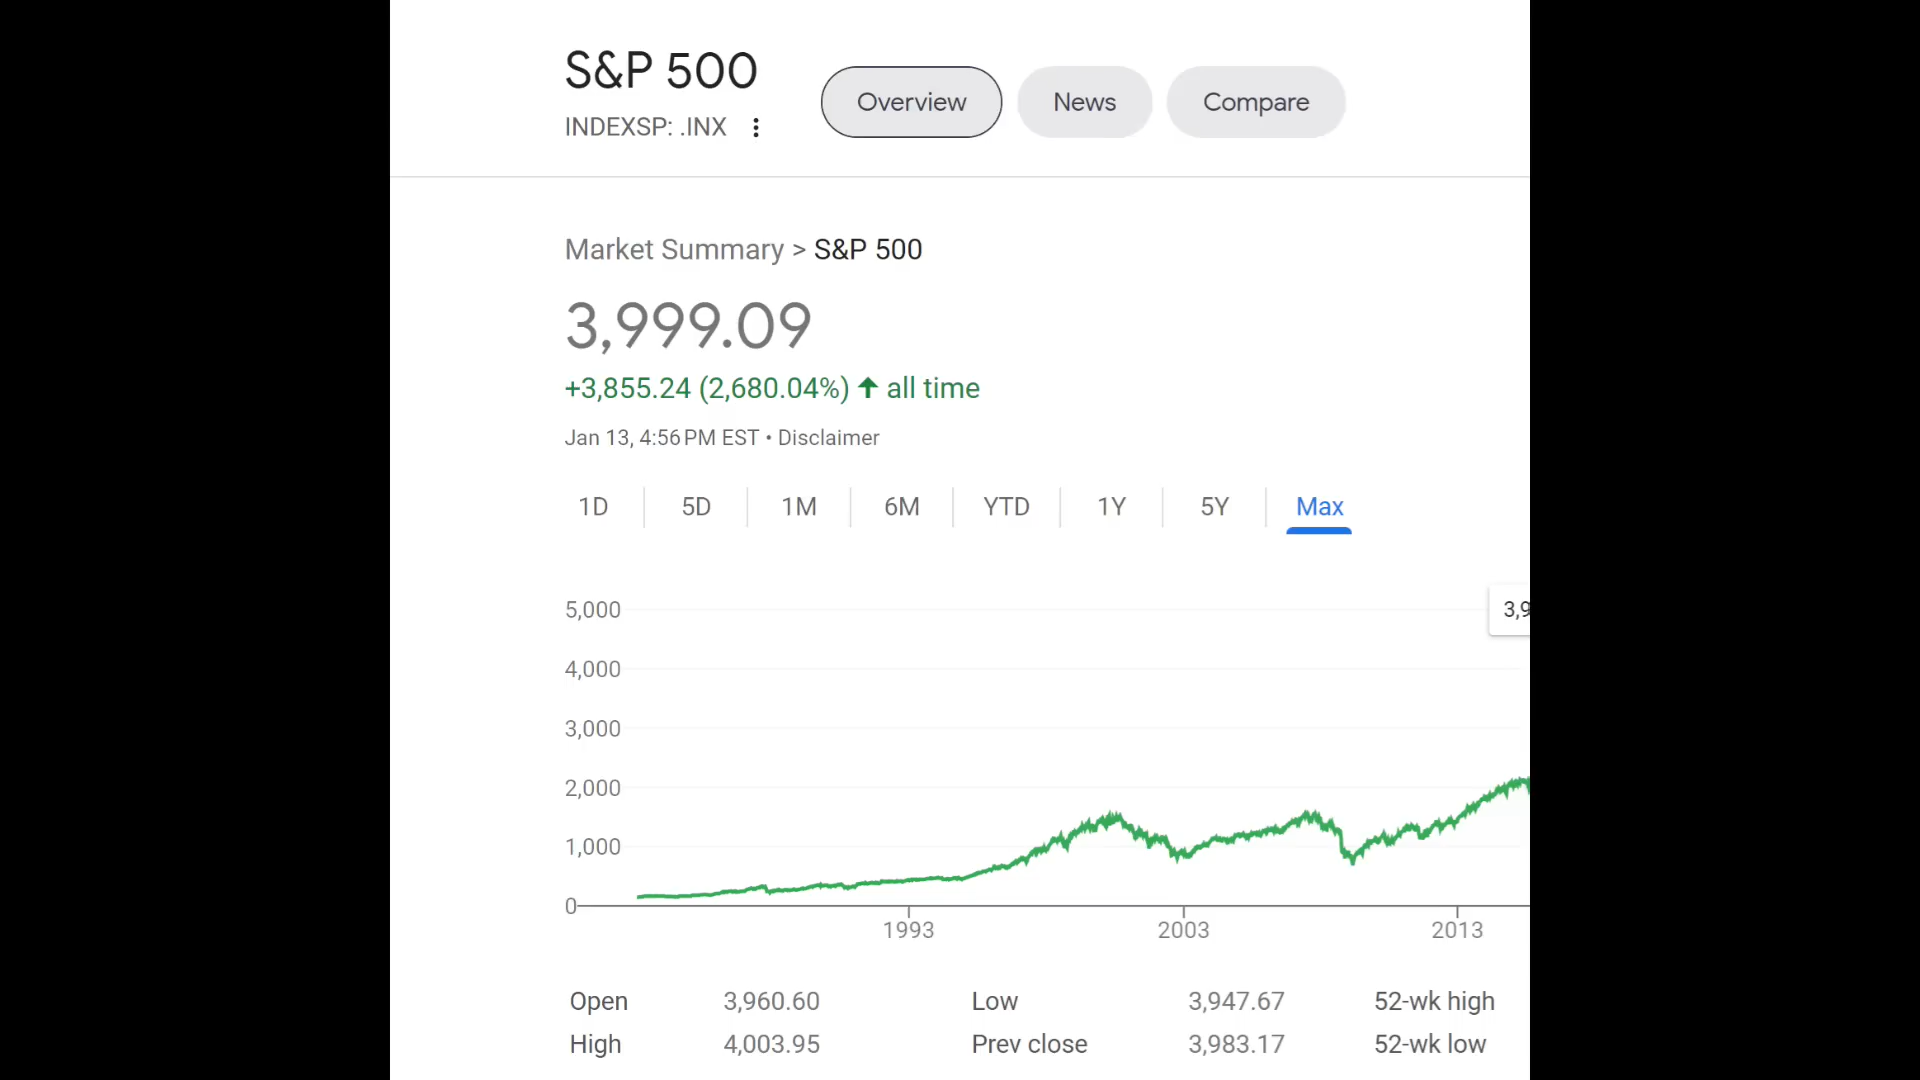 S&P 500
INDEXSP: .INX
Overview News Compare
Market Summary > S&P 500
3,999.09
+3,855.24 (2,680.04%) ↑ all time
Jan 13, 4:56 PM EST • Disclaimer
1D 5D 1M 6M YTD 1Y 5Y Max
5,000
3,9
4,000
3,000
2,000
1,000
0
1993 2003 2013
Open 3,960.60 Low 3,947.67 52-wk high
High 4,003.95 Prev close 3,983.17 52-wk low